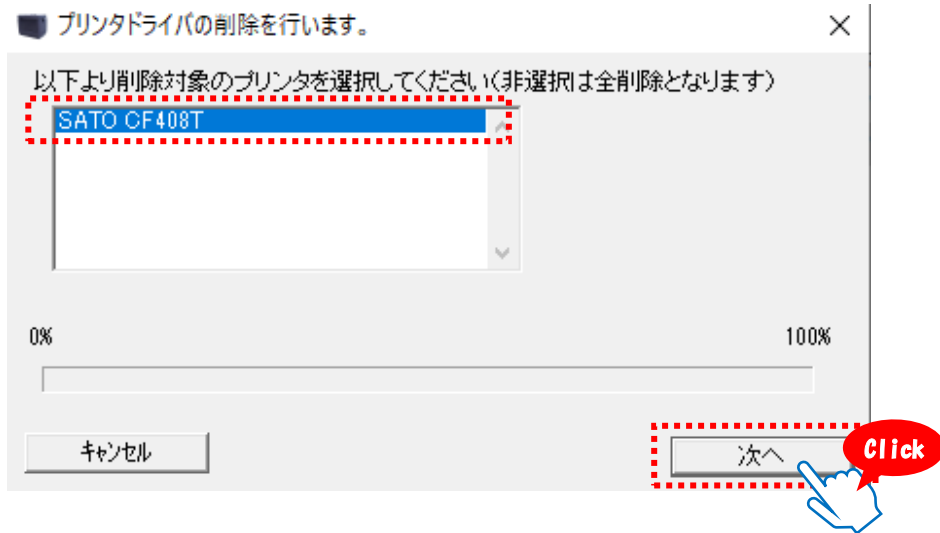 プリンタドライバの削除を行います。
以下より削除対象のプリンタを選択してください(非選択は全削除となります)
SATO CF408T
0%
100%
キャンセル
次へ
Click